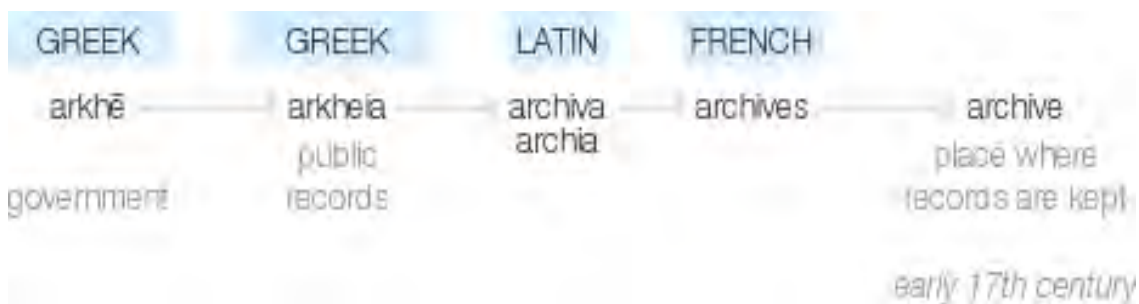 GREEK GREEK LATIN FRENCH
arkhē arkheia archiva archives archive
archia
public place where
government records records are kept
early 17th century